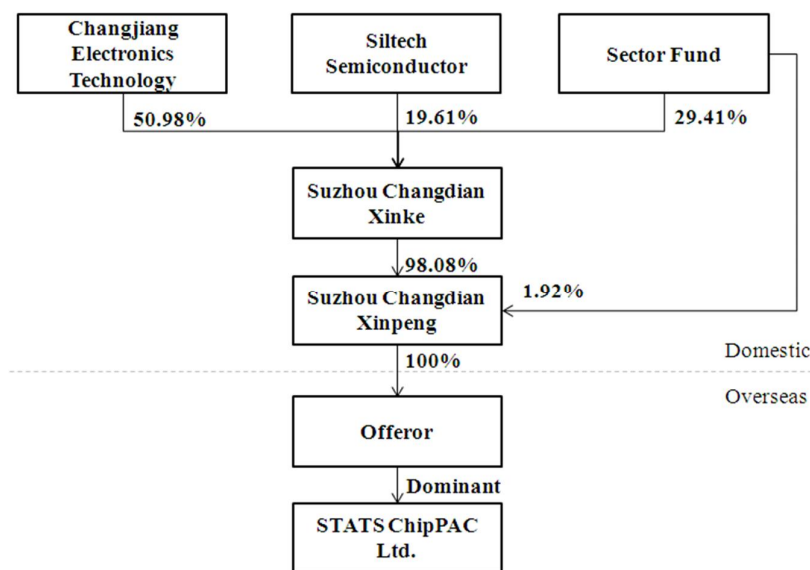 Changjiang
Electronics
Technology
Siltech
Semiconductor
Sector Fund
50.98%
19.61%
29.41%
Suzhou Changdian
Xinke
98.08%
Suzhou Changdian
Xinpeng
1.92%
100%
Domestic
Overseas
Offeror
Dominant
STATS ChipPAC
Ltd.